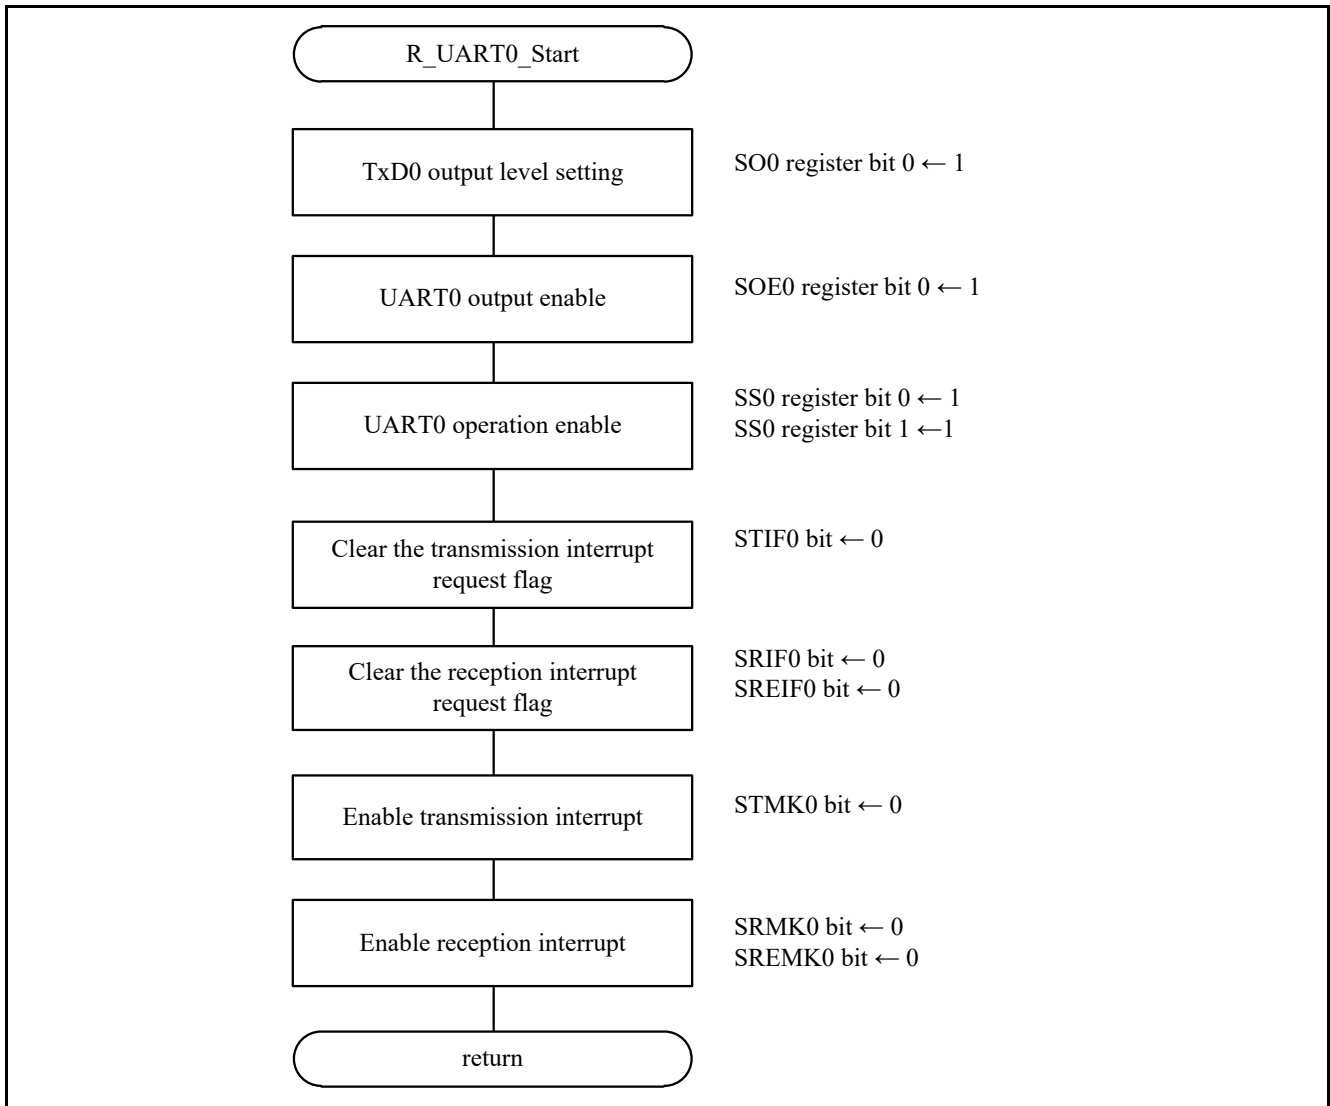 R_UART0_Start
TxD0 output level setting
SO0 register bit 0 ← 1
UART0 output enable
SOE0 register bit 0 ← 1
UART0 operation enable
SS0 register bit 0 ← 1
SS0 register bit 1 ←1
Clear the transmission interrupt
request flag
STIF0 bit ← 0
Clear the reception interrupt
request flag
SRIF0 bit ← 0
SREIF0 bit ← 0
Enable transmission interrupt
STMK0 bit ← 0
Enable reception interrupt
SRMK0 bit ← 0
SREMK0 bit ← 0
return